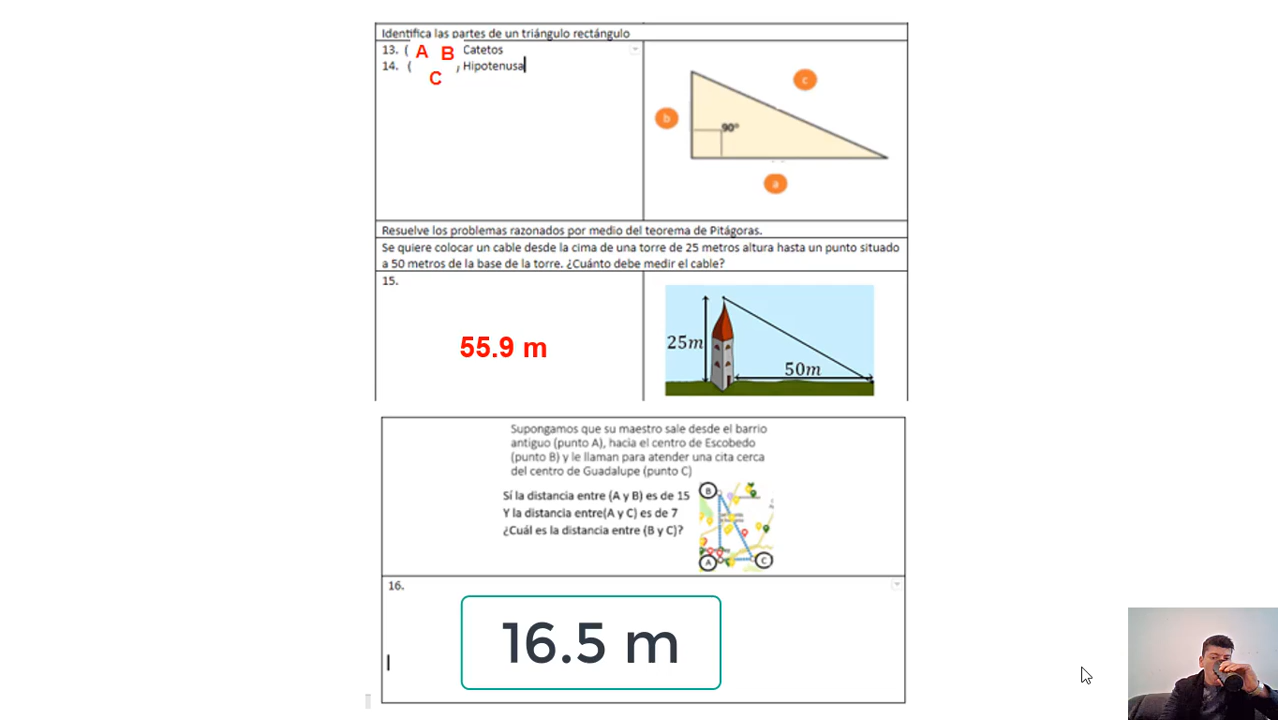 Identifica las partes de un triángulo rectángulo
13. ( A B Catetos
14. ( C , Hipotenusa
c
b
90°
a
Resuelve los problemas razonados por medio del teorema de Pitágoras.
Se quiere colocar un cable desde la cima de una torre de 25 metros altura hasta un punto situado
a 50 metros de la base de la torre. ¿Cuánto debe medir el cable?
15.
55.9 m
25m
50m
Supongamos que su maestro sale desde el barrio
antiguo (punto A), hacia el centro de Escobedo
(punto B) y le llaman para atender una cita cerca
del centro de Guadalupe (punto C)
Sí la distancia entre (A y B) es de 15
Y la distancia entre(A y C) es de 7
¿Cuál es la distancia entre (B y C)?
B
A
C
16.
16.5 m